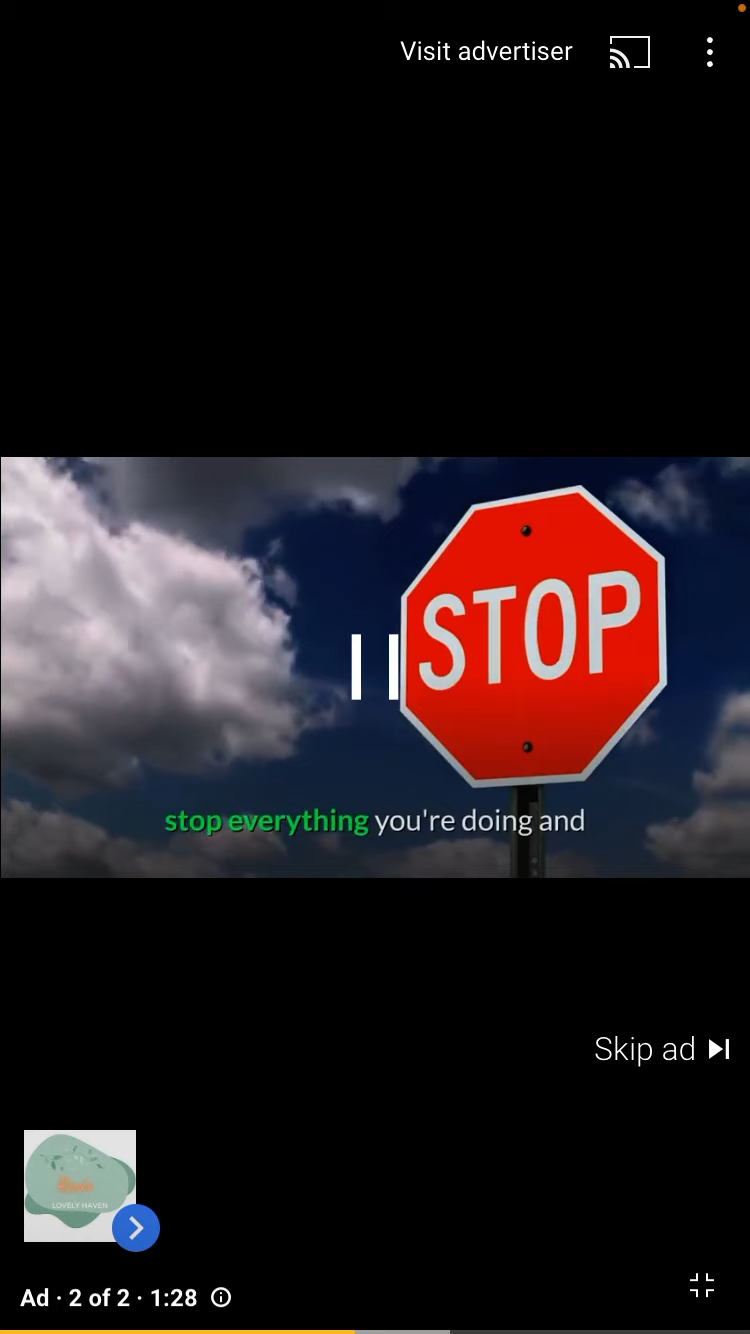 Visit advertiser
STOP
stop everything you're doing and
Skip ad
LOVELY HAVEN
Ad · 2 of 2 · 1:28